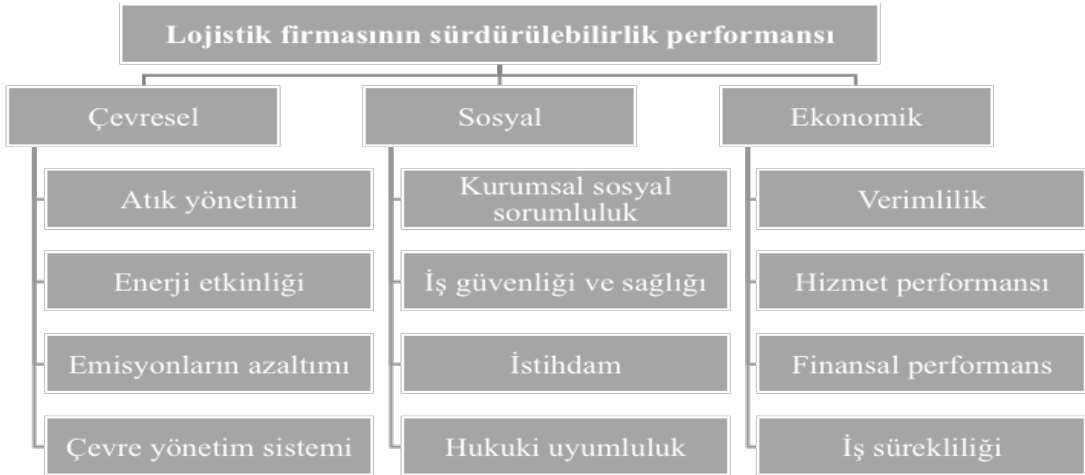 Lojistik firmasının sürdürülebilirlik performansı
Çevresel
Atık yönetimi
Enerji etkinliği
Emisyonların azaltımı
Çevre yönetim sistemi
Sosyal
Kurumsal sosyal
sorumluluk
İş güvenliği ve sağlığı
İstihdam
Hukuki uyumluluk
Ekonomik
Verimlilik
Hizmet performansı
Finansal performans
İş sürekliliği